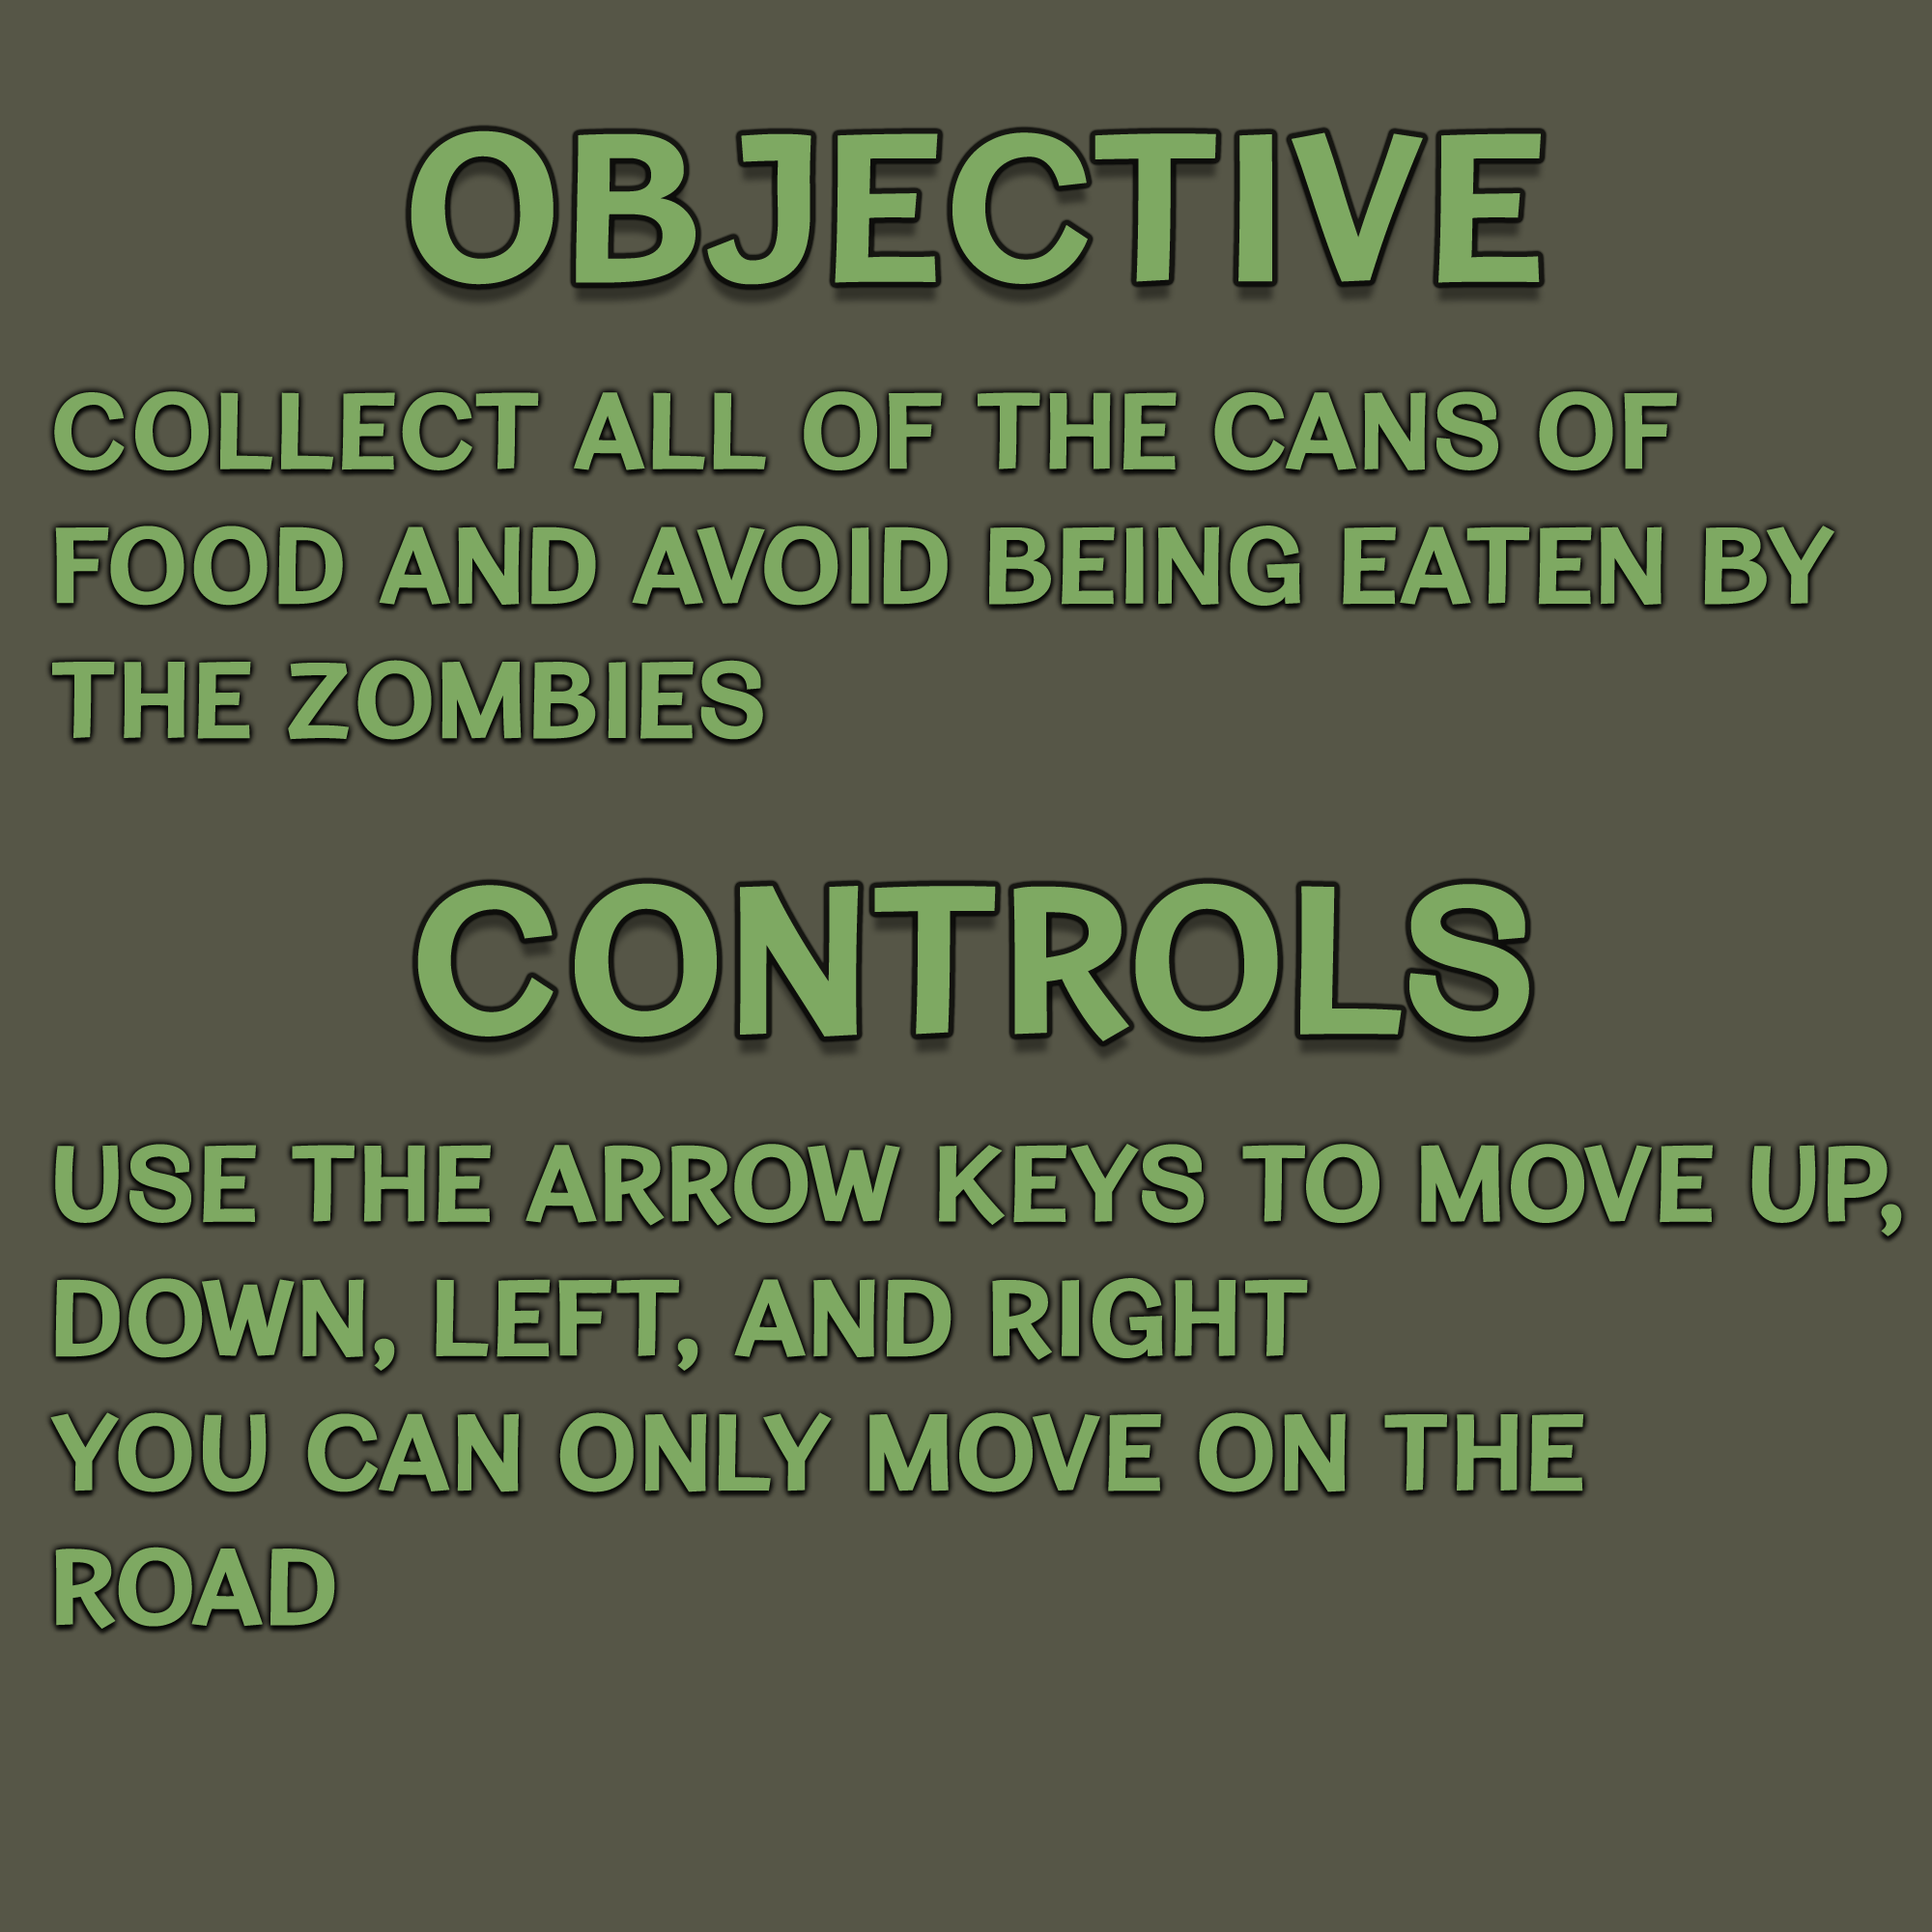 OBJECTIVE
COLLECT ALL OF THE CANS OF
FOOD AND AVOID BEING EATEN BY
THE ZOMBIES
CONTROLS
USE THE ARROW KEYS TO MOVE UP,
DOWN, LEFT, AND RIGHT
YOU CAN ONLY MOVE ON THE
ROAD